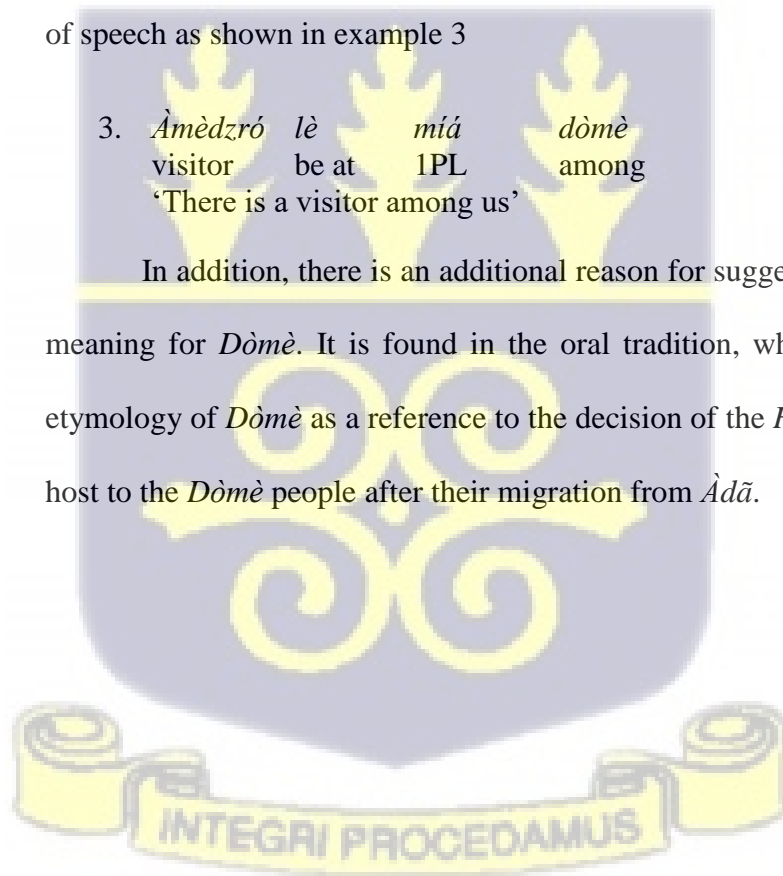 of speech as shown in example 3
3. Àmèdzró lè míá dòmè
visitor be at 1PL among
‘There is a visitor among us’
In addition, there is an additional reason for
meaning for Dòmè. It is found in the oral tradition,
etymology of Dòmè as a reference to the decision of the
host to the Dòmè people after their migration from Àdã.
INTEGRI PROCEDAMUS